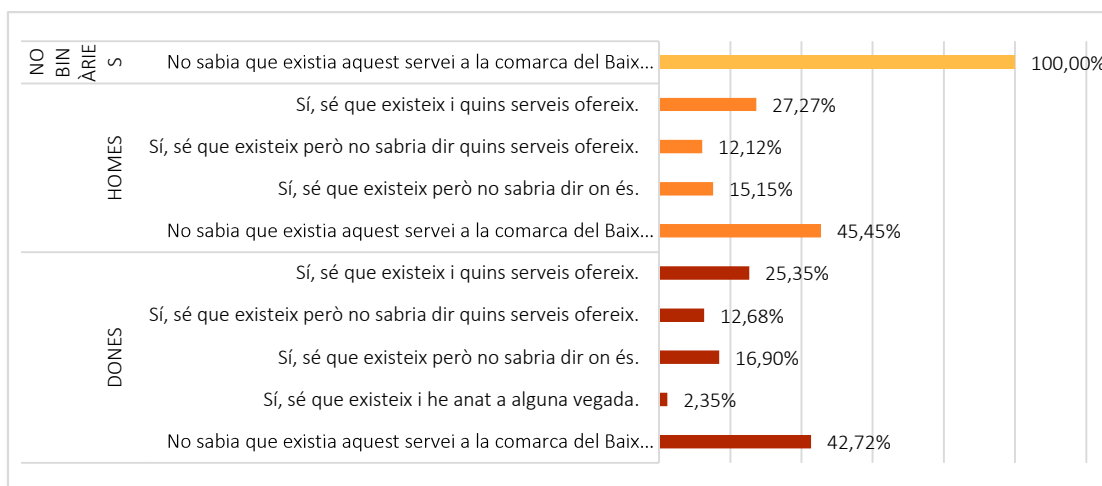 NO BINÀRIES
No sabia que existia aquest servei a la comarca del Baix... 100,00%
HOMES
Sí, sé que existeix i quins serveis ofereix. 27,27%
Sí, sé que existeix però no sabria dir quins serveis ofereix. 12,12%
Sí, sé que existeix però no sabria dir on és. 15,15%
No sabia que existia aquest servei a la comarca del Baix... 45,45%
DONES
Sí, sé que existeix i quins serveis ofereix. 25,35%
Sí, sé que existeix però no sabria dir quins serveis ofereix. 12,68%
Sí, sé que existeix però no sabria dir on és. 16,90%
Sí, sé que existeix i he anat a alguna vegada. 2,35%
No sabia que existia aquest servei a la comarca del Baix... 42,72%